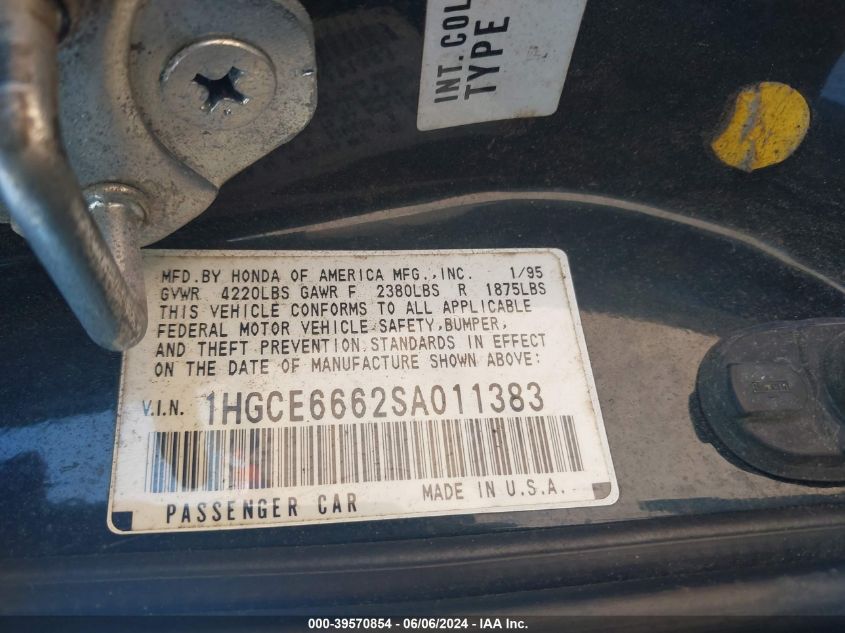 INT. COL
TYPE
MFD. BY HONDA OF AMERICA MFG., INC. 1/95
GVWR 4220LBS GAWR F 2380LBS R 1875LBS
THIS VEHICLE CONFORMS TO ALL APPLICABLE
FEDERAL MOTOR VEHICLE SAFETY, BUMPER,
AND THEFT PREVENTION STANDARDS IN EFFECT
ON THE DATE OF MANUFACTURE SHOWN ABOVE:
V.I.N. 1HGCE6662SA011383
PASSENGER CAR MADE IN U.S.A.
000-39570854 - 06/06/2024 - IAA Inc.